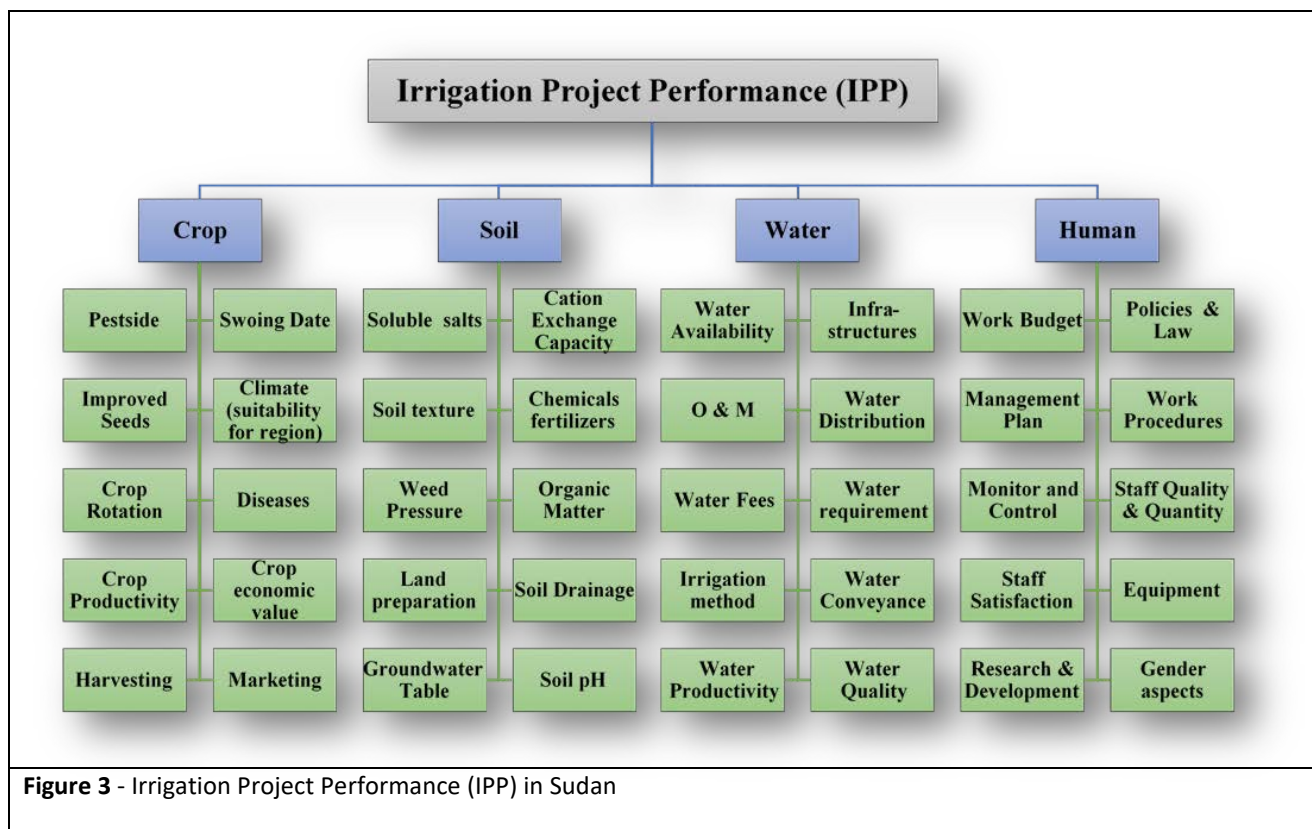 Irrigation Project Performance (IPP)
Crop
Soil
Water
Human
Pestside
Swoing Date
Improved
Seeds
Climate
(suitability
for region)
Crop
Rotation
Diseases
Crop
Productivity
Crop
economic
value
Harvesting
Marketing
Soluble salts
Cation
Exchange
Capacity
Soil texture
Chemicals
fertilizers
Weed
Pressure
Organic
Matter
Land
preparation
Soil Drainage
Groundwater
Table
Soil pH
Water
Availability
Infra-
structures
O & M
Water
Distribution
Water Fees
Water
requirement
Irrigation
method
Water
Conveyance
Water
Productivity
Water
Quality
Work Budget
Policies &
Law
Management
Plan
Work
Procedures
Monitor and
Control
Staff Quality
& Quantity
Staff
Satisfaction
Equipment
Research &
Development
Gender
aspects
Figure 3 - Irrigation Project Performance (IPP) in Sudan